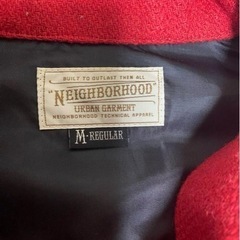 BUILT TO OUTLAST THEM ALL
"NEIGHBORHOOD"
URBAN GARMENT
NEIGHBORHOOD TECHNICAL APPAREL
M-REGULAR